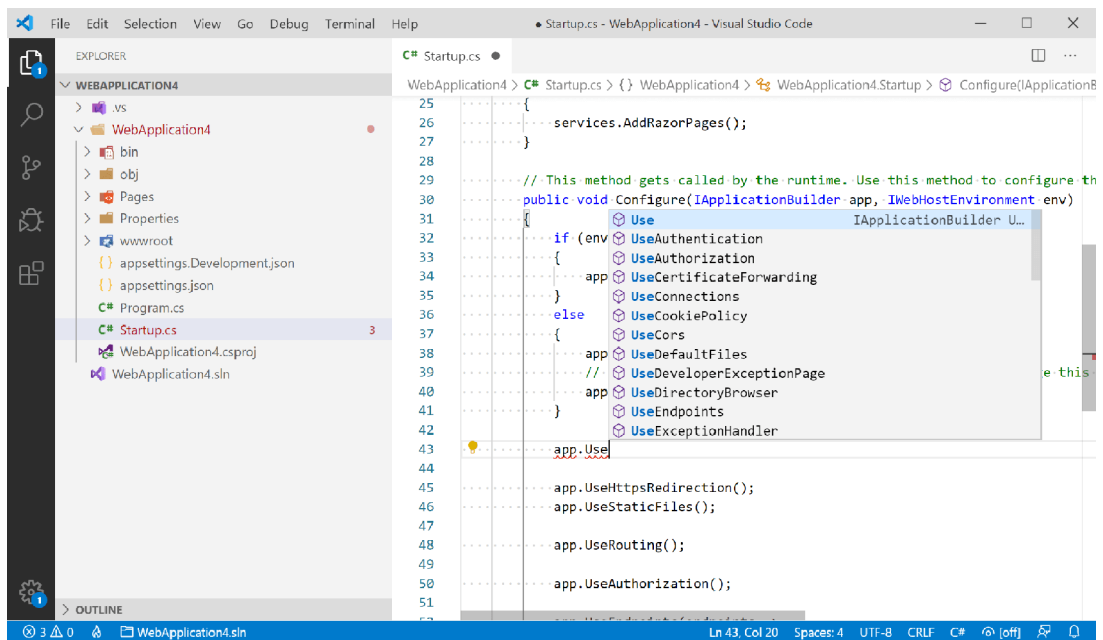 File Edit Selection View Go Debug Terminal Help
● Startup.cs - WebApplication4 - Visual Studio Code
EXPLORER
WEBAPPLICATION4
.vs
WebApplication4
bin
obj
Pages
Properties
wwwroot
{ } appsettings.Development.json
{ } appsettings.json
C# Program.cs
C# Startup.cs 3
WebApplication4.csproj
WebApplication4.sln
OUTLINE
1
1
C# Startup.cs ●
WebApplication4 > C# Startup.cs > { } WebApplication4 > WebApplication4.Startup > Configure(IApplicationB
25 {
26 services.AddRazorPages();
27 }
28
29 // This method gets called by the runtime. Use this method to configure th
30 public void Configure(IApplicationBuilder app, IWebHostEnvironment env)
31 {
32 if (env
33 {
34 app
35 }
36 else
37 {
38 app
39 // e this
40 app
41 }
42
43 app.Use
44
45 app.UseHttpsRedirection();
46 app.UseStaticFiles();
47
48 app.UseRouting();
49
50 app.UseAuthorization();
51
Use IApplicationBuilder U...
UseAuthentication
UseAuthorization
UseCertificateForwarding
UseConnections
UseCookiePolicy
UseCors
UseDefaultFiles
UseDeveloperExceptionPage
UseDirectoryBrowser
UseEndpoints
UseExceptionHandler
3 0 WebApplication4.sln Ln 43, Col 20 Spaces: 4 UTF-8 CRLF C# [off]